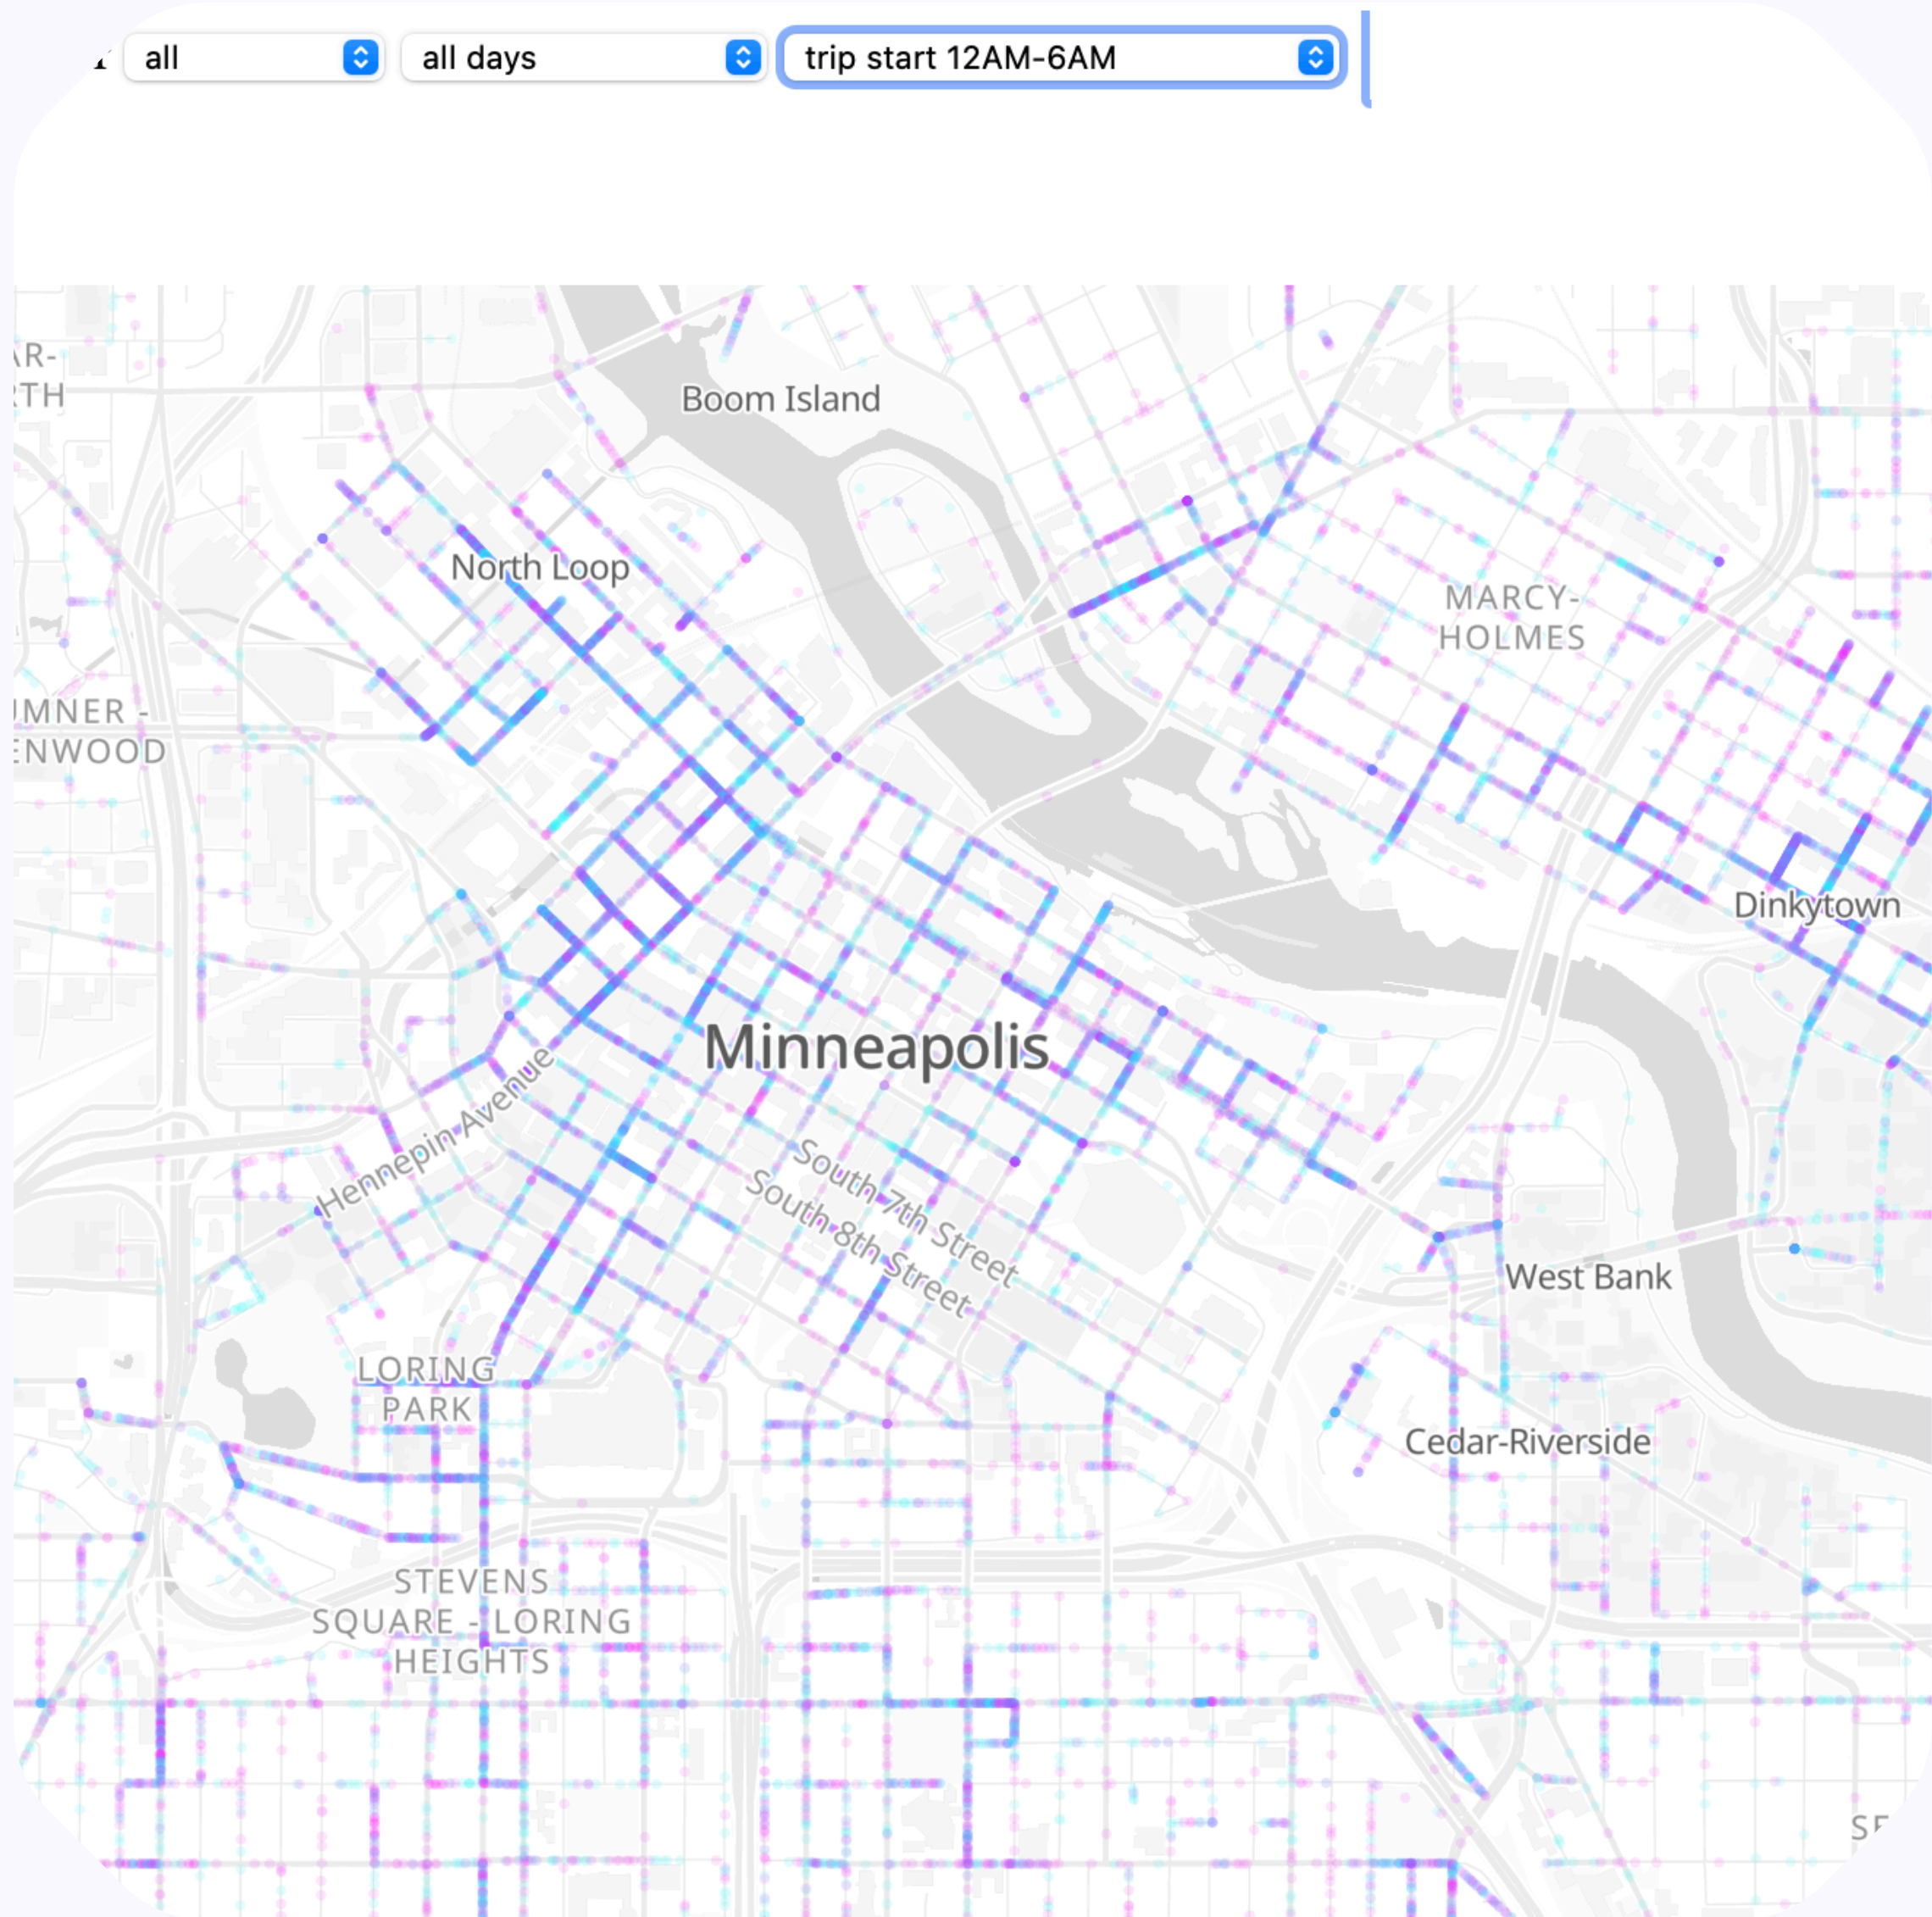 all
all days
trip start 12AM-6AM
Boom Island
North Loop
MARCY-
HOLMES
Dinkytown
Minneapolis
Hennepin Avenue
South 7th Street
South 8th Street
West Bank
LORING
PARK
Cedar-Riverside
STEVENS
SQUARE - LORING
HEIGHTS